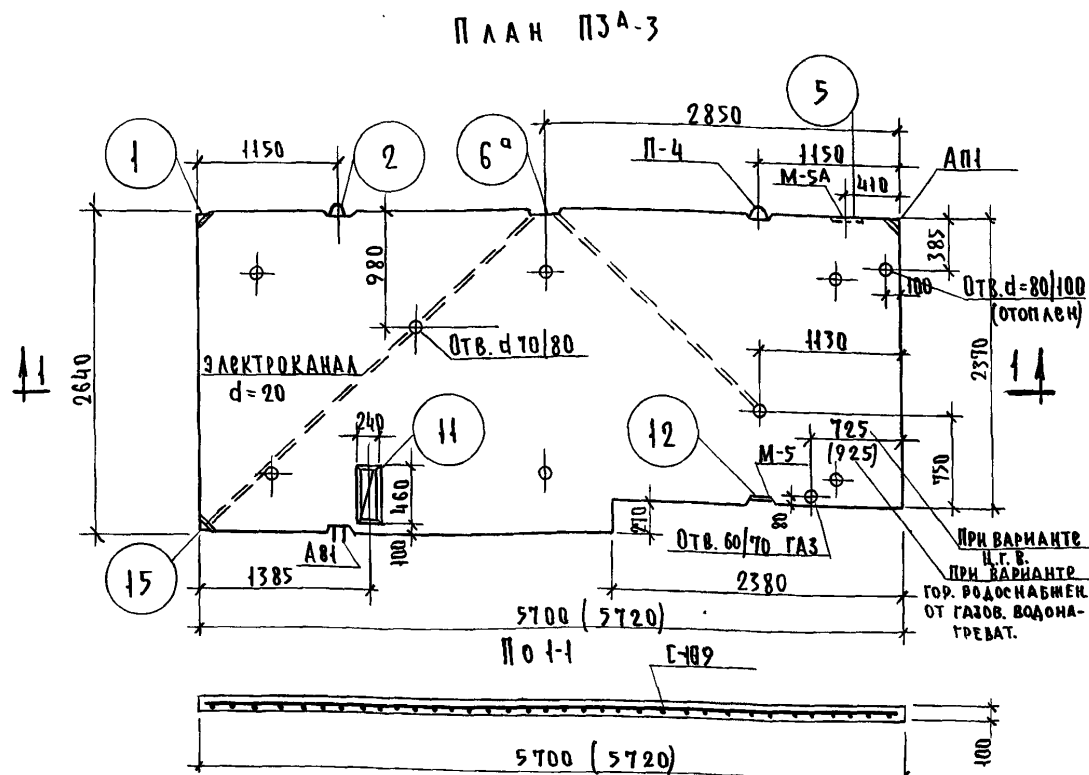 ПЛАН ПЗА-3
5
2850
1
1150
2
6а
П-4
1150
АП1
М-5А
410
980
385
100
ОТВ. d=80/100
(ОТОПЛЕН)
ОТВ. d 70/80
1130
ЭЛЕКТРОКАНАЛ
d=20
1
1
2640
2370
240
11
12
725
(925)
М-5
460
750
80
270
100
ОТВ. 60/70 ГАЗ
АВ1
15
1385
2380
ПРИ ВАРИАНТЕ
Ц.Г.В.
ПРИ ВАРИАНТЕ
ГОР. ВОДОСНАБЖЕН.
ОТ ГАЗОВ. ВОДОНА-
ГРЕВАТ.
5700 (5720)
ПО 1-1
С-109
100
5700 (5720)